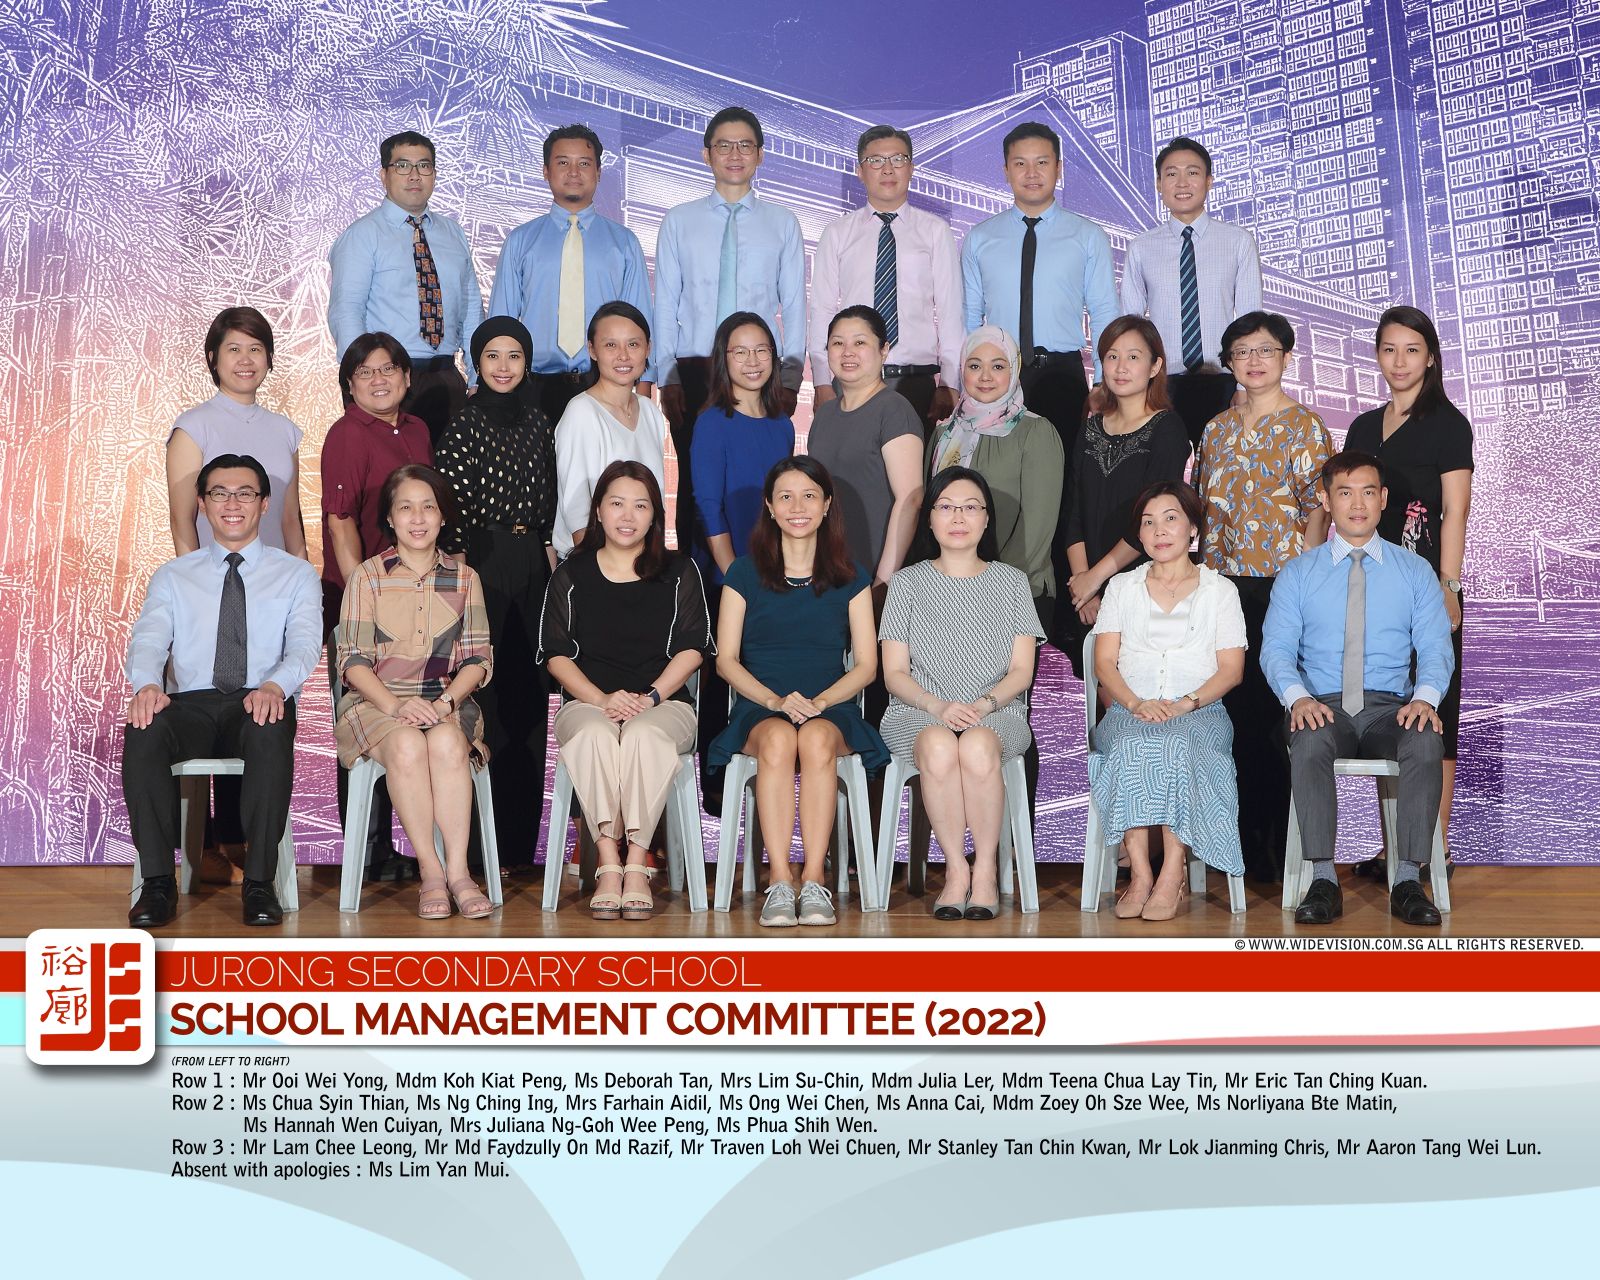 © WWW.WIDEVISION.COM.SG ALL RIGHTS RESERVED.
裕廊
JURONG SECONDARY SCHOOL
SCHOOL MANAGEMENT COMMITTEE (2022)
(FROM LEFT TO RIGHT)
Row 1 : Mr Ooi Wei Yong, Mdm Koh Kiat Peng, Ms Deborah Tan, Mrs Lim Su-Chin, Mdm Julia Ler, Mdm Teena Chua Lay Tin, Mr Eric Tan Ching Kuan.
Row 2 : Ms Chua Syin Thian, Ms Ng Ching Ing, Mrs Farhain Aidil, Ms Ong Wei Chen, Ms Anna Cai, Mdm Zoey Oh Sze Wee, Ms Norliyana Bte Matin,
Ms Hannah Wen Cuiyan, Mrs Juliana Ng-Goh Wee Peng, Ms Phua Shih Wen.
Row 3 : Mr Lam Chee Leong, Mr Md Faydzully On Md Razif, Mr Traven Loh Wei Chuen, Mr Stanley Tan Chin Kwan, Mr Lok Jianming Chris, Mr Aaron Tang Wei Lun.
Absent with apologies : Ms Lim Yan Mui.